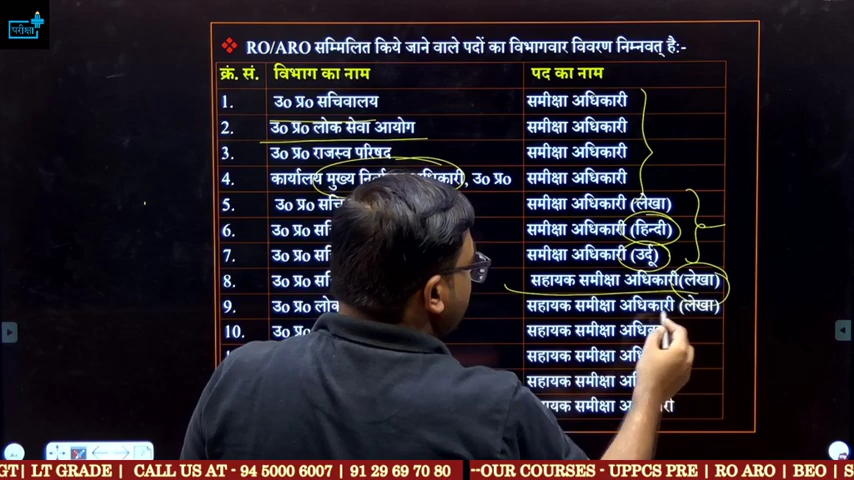 परीक्षा
❖ RO/ARO सम्मिलित किये जाने वाले पदों का विभागवार विवरण निम्नवत् है:-
क्रं. सं. विभाग का नाम पद का नाम
1. उ० प्र० सचिवालय समीक्षा अधिकारी
2. उ० प्र० लोक सेवा आयोग समीक्षा अधिकारी
3. उ० प्र० राजस्व परिषद समीक्षा अधिकारी
4. कार्यालय मुख्य अधिकारी, उ० प्र० समीक्षा अधिकारी
5. उ० प्र० समीक्षा अधिकारी (लेखा)
6. उ० प्र० समीक्षा अधिकारी (हिन्दी)
7. उ० प्र० समीक्षा अधिकारी (उर्दू)
8. उ० प्र० सहायक समीक्षा अधिकारी(लेखा)
9. उ० प्र० सहायक समीक्षा अधिकारी (लेखा)
10. उ० प्र० सहायक समीक्षा
सहायक समीक्षा
सहायक समीक्षा
समीक्षा
GT| LT GRADE | CALL US AT - 94 5000 6007 | 91 29 69 70 80 --OUR COURSES - UPPCS PRE | RO ARO | BEO | S